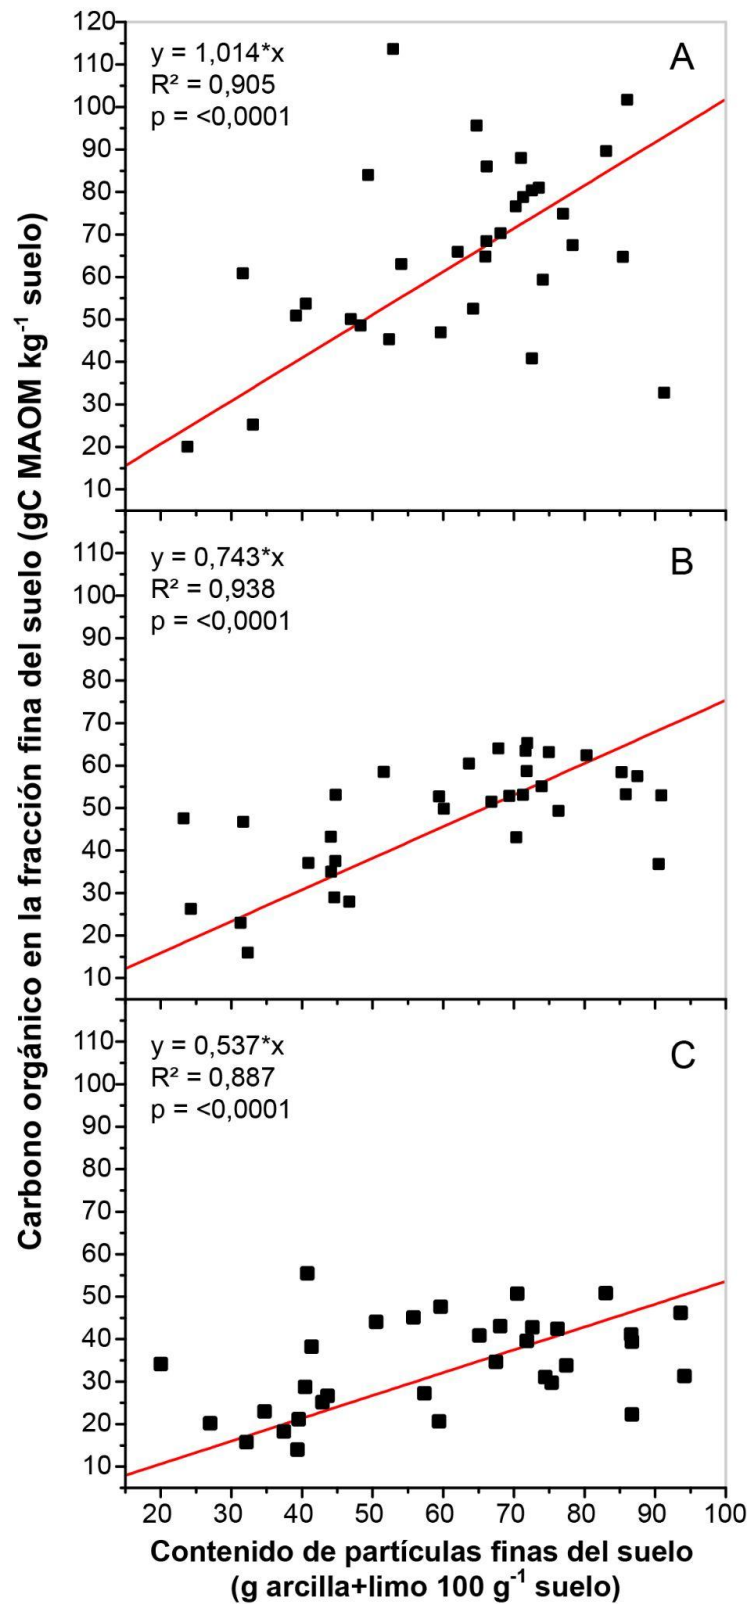 Carbono orgánico en la fracción fina del suelo (gC MAOM kg⁻¹ suelo)
120
110
100
90
80
70
60
50
40
30
20
10
y = 1,014*x
R² = 0,905
p = <0,0001
A
110
100
90
80
70
60
50
40
30
20
10
y = 0,743*x
R² = 0,938
p = <0,0001
B
110
100
90
80
70
60
50
40
30
20
10
y = 0,537*x
R² = 0,887
p = <0,0001
C
20 30 40 50 60 70 80 90 100
Contenido de partículas finas del suelo
(g arcilla+limo 100 g⁻¹ suelo)